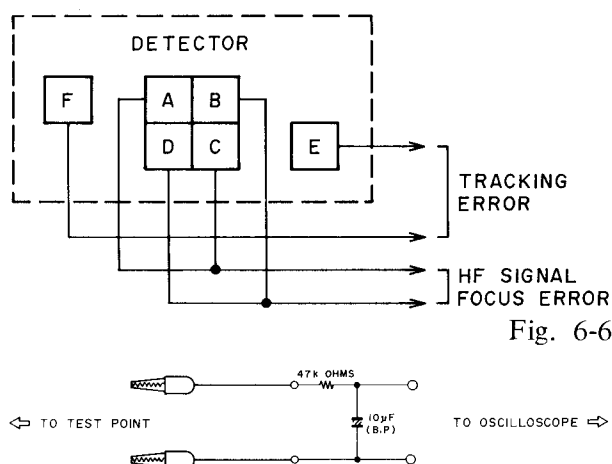 DETECTOR
F
A B
D C
E
TRACKING
ERROR
HF SIGNAL
FOCUS ERROR
Fig. 6-6
47k OHMS
10µF
(B.P)
⇦ TO TEST POINT
TO OSCILLOSCOPE ⇨